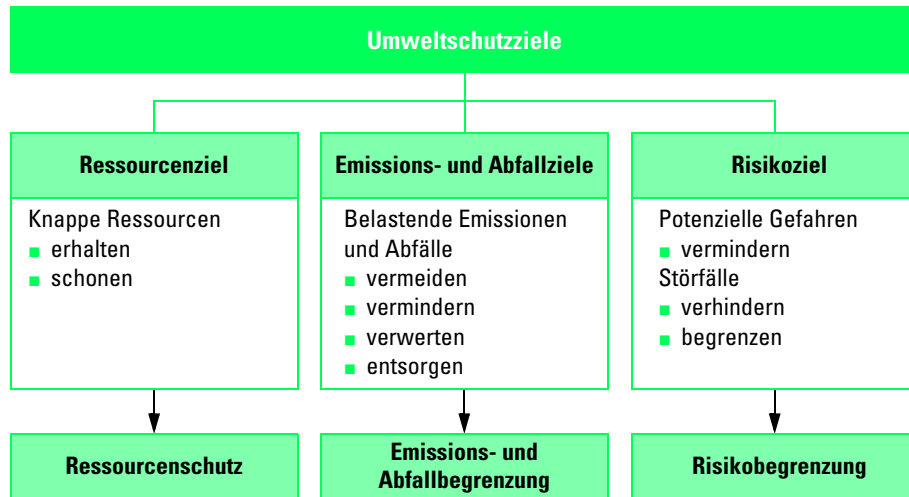 Umweltschutzziele
Ressourcenziel
Knappe Ressourcen
erhalten
schonen
Ressourcenschutz
Emissions- und Abfallziele
Belastende Emissionen
und Abfälle
vermeiden
vermindern
verwerten
entsorgen
Emissions- und
Abfallbegrenzung
Risikoziel
Potenzielle Gefahren
vermindern
Störfälle
verhindern
begrenzen
Risikobegrenzung